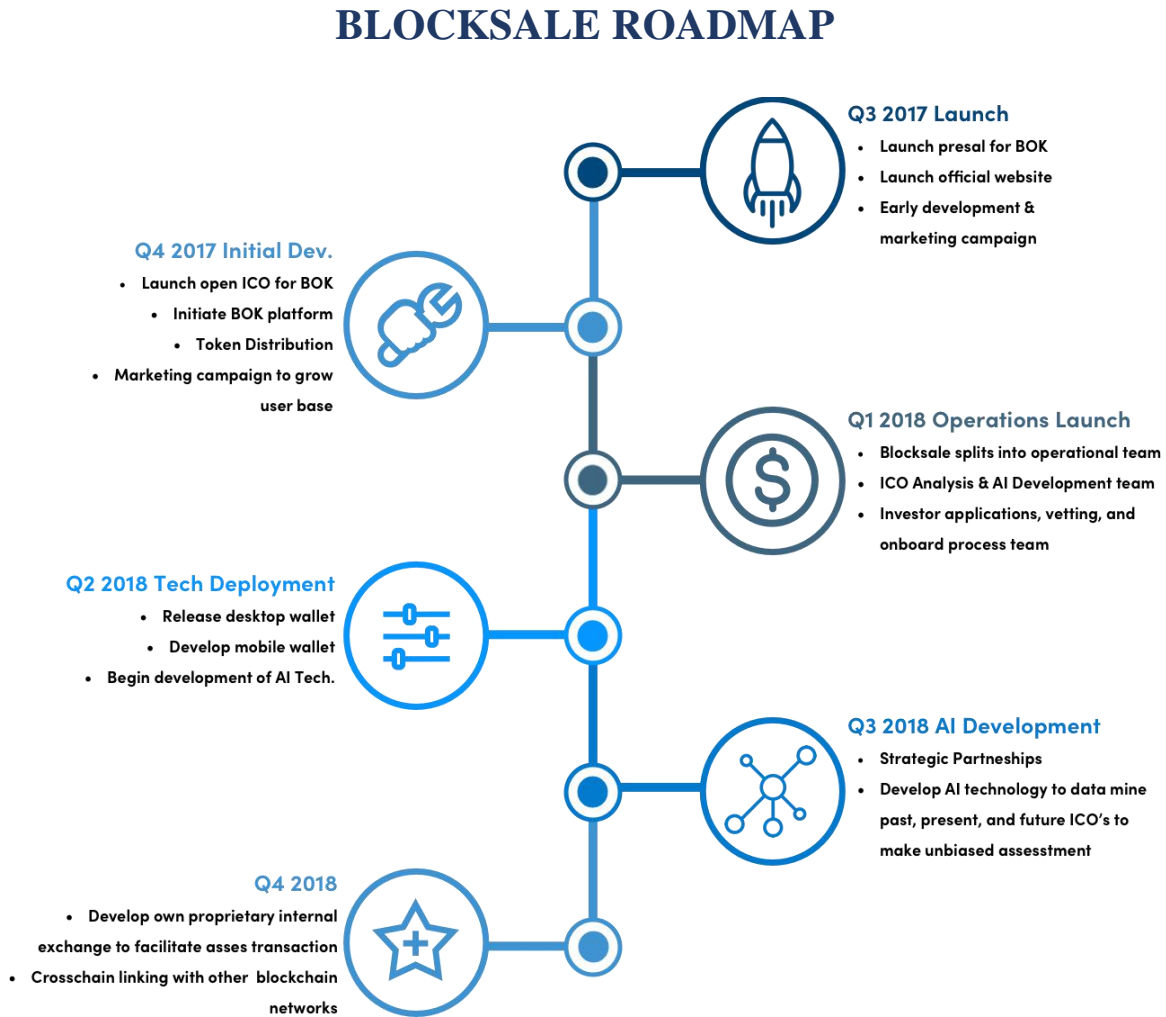 BLOCKSALE ROADMAP
Q3 2017 Launch
• Launch presal for BOK
• Launch official website
• Early development &
marketing campaign
Q4 2017 Initial Dev.
• Launch open ICO for BOK
• Initiate BOK platform
• Token Distribution
• Marketing campaign to grow
user base
Q1 2018 Operations Launch
• Blocksale splits into operational team
• ICO Analysis & AI Development team
• Investor applications, vetting, and
onboard process team
Q2 2018 Tech Deployment
• Release desktop wallet
• Develop mobile wallet
• Begin development of AI Tech.
Q3 2018 AI Development
• Strategic Partneships
• Develop AI technology to data mine
past, present, and future ICO’s to
make unbiased assesstment
Q4 2018
• Develop own proprietary internal
exchange to facilitate asses transaction
• Crosschain linking with other blockchain
networks